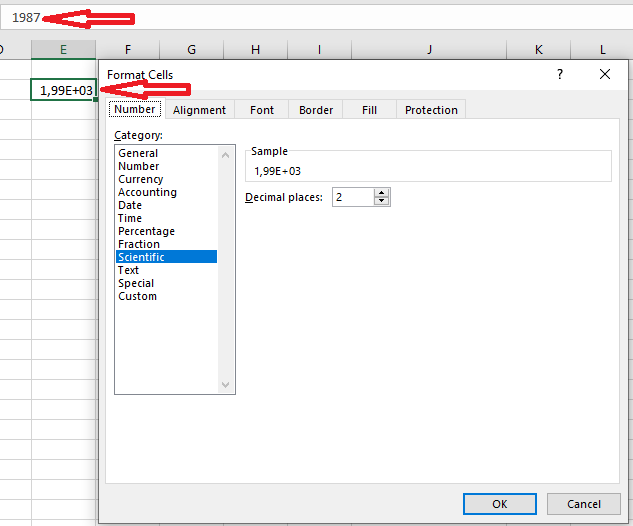 1987
D E F G H I J K L
1,99E+03
Format Cells
?
Number Alignment Font Border Fill Protection
Category:
General
Number
Currency
Accounting
Date
Time
Percentage
Fraction
Scientific
Text
Special
Custom
Sample
1,99E+03
Decimal places: 2
OK Cancel